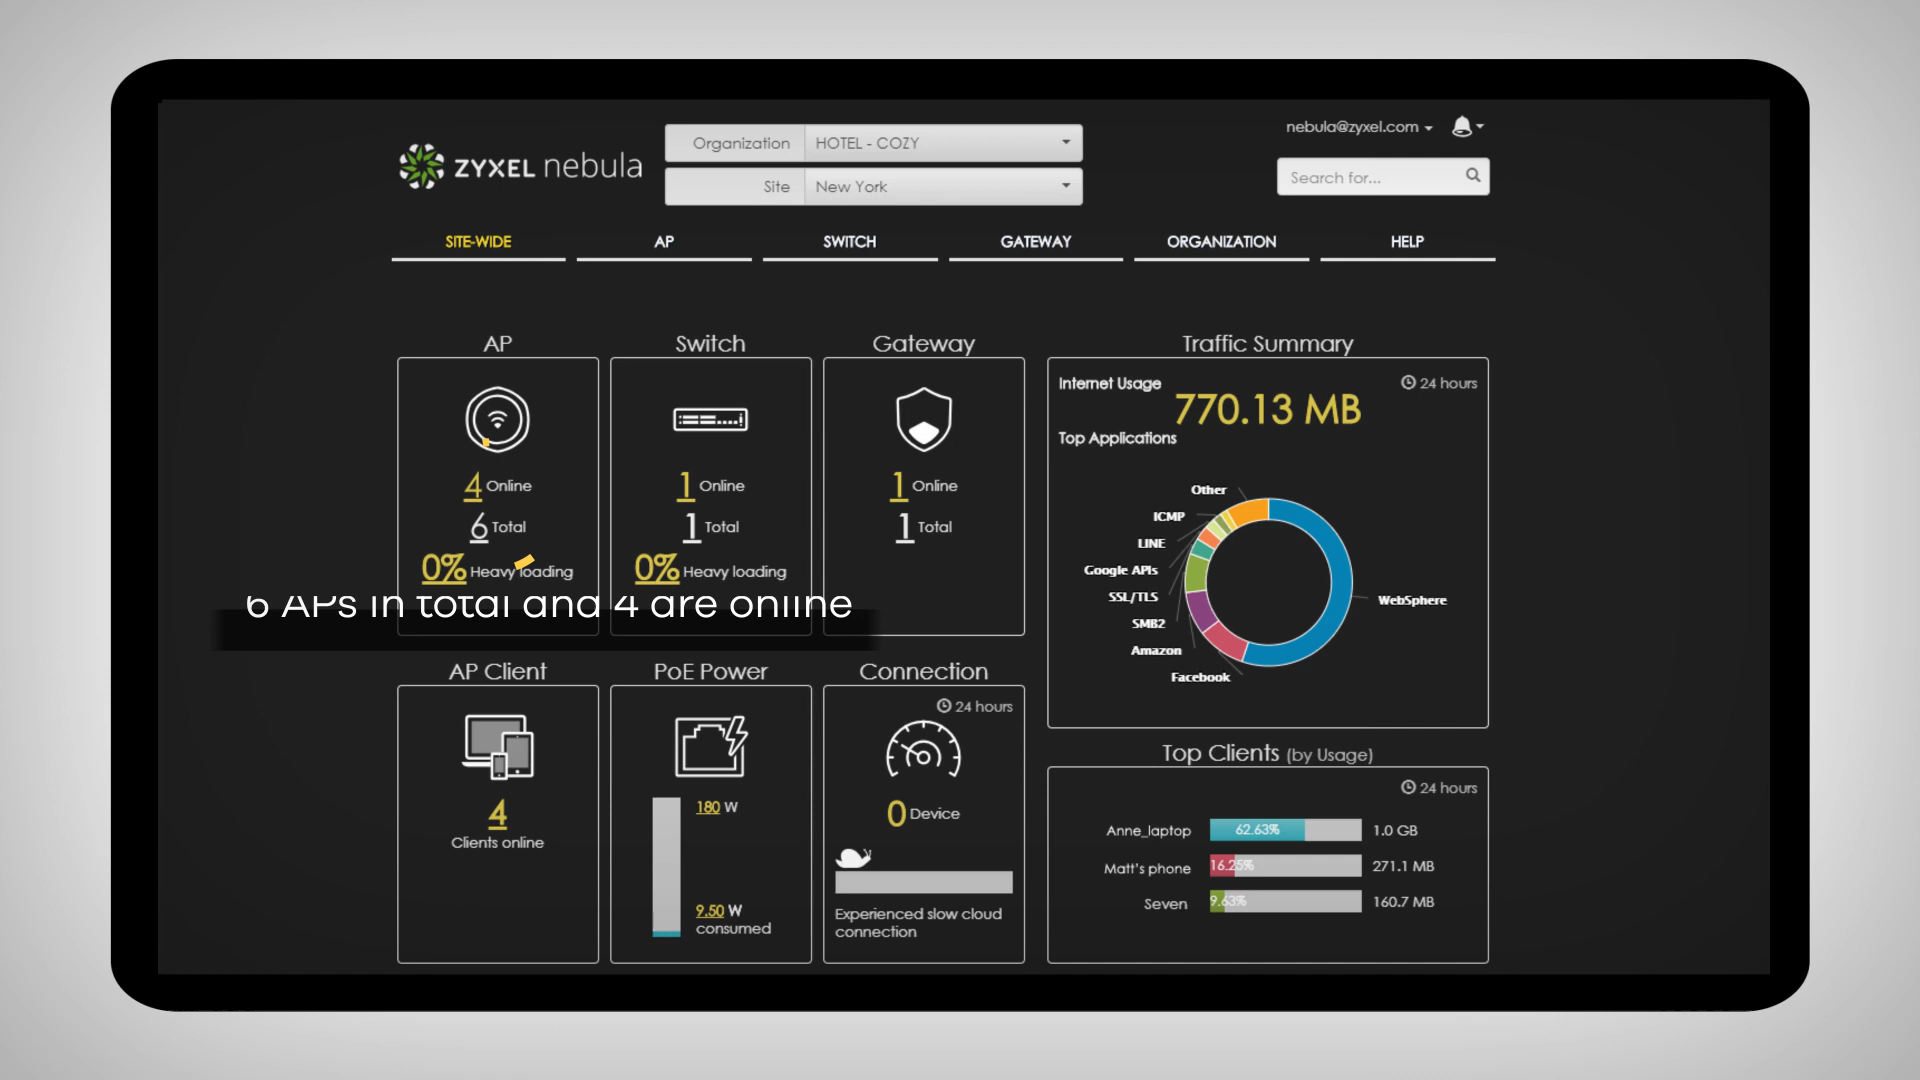 ZYXEL nebula
Organization HOTEL - COZY
Site New York
nebula@zyxel.com
Search for...
SITE-WIDE AP SWITCH GATEWAY ORGANIZATION HELP
AP
4 Online
6 Total
0% Heavy loading
Switch
1 Online
1 Total
0% Heavy loading
Gateway
1 Online
1 Total
6 APs in total and 4 are online
Traffic Summary
Internet Usage
24 hours
770.13 MB
Top Applications
Other
ICMP
LINE
Google APIs
SSL/TLS
SMB2
Amazon
Facebook
WebSphere
AP Client
4
Clients online
PoE Power
180 W
9.50 W
consumed
Connection
24 hours
0 Device
Experienced slow cloud
connection
Top Clients (by Usage)
24 hours
Anne_laptop 62.63% 1.0 GB
Matt's phone 16.25% 271.1 MB
Seven 9.63% 160.7 MB